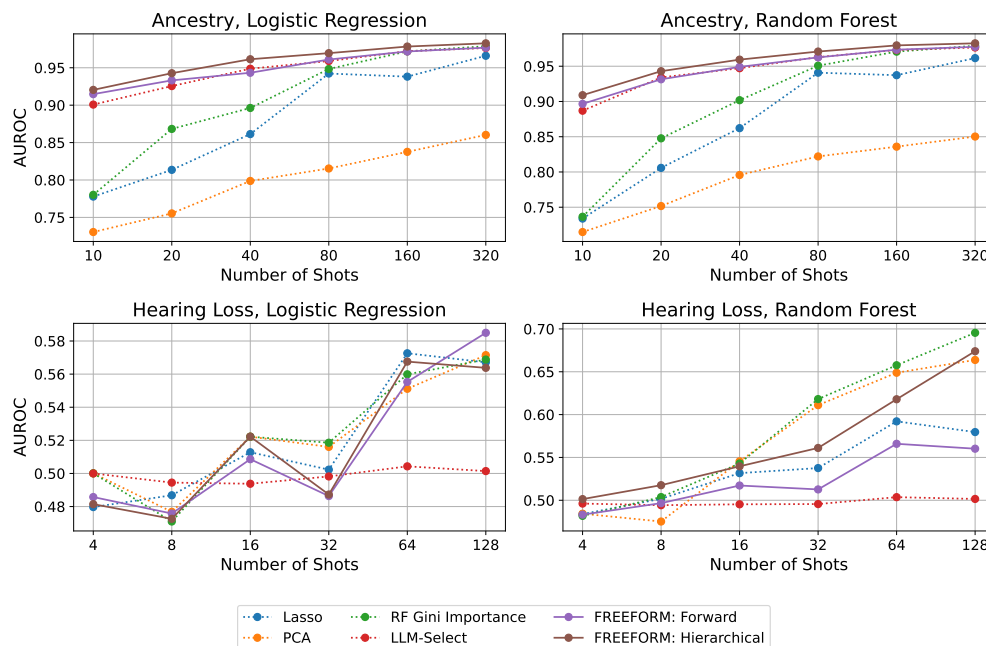 Ancestry, Logistic Regression
AUROC
0.95
0.90
0.85
0.80
0.75
10 20 40 80 160 320
Number of Shots
Ancestry, Random Forest
0.95
0.90
0.85
0.80
0.75
10 20 40 80 160 320
Number of Shots
Hearing Loss, Logistic Regression
AUROC
0.58
0.56
0.54
0.52
0.50
0.48
4 8 16 32 64 128
Number of Shots
Hearing Loss, Random Forest
0.70
0.65
0.60
0.55
0.50
4 8 16 32 64 128
Number of Shots
Lasso RF Gini Importance FREEFORM: Forward
PCA LLM-Select FREEFORM: Hierarchical